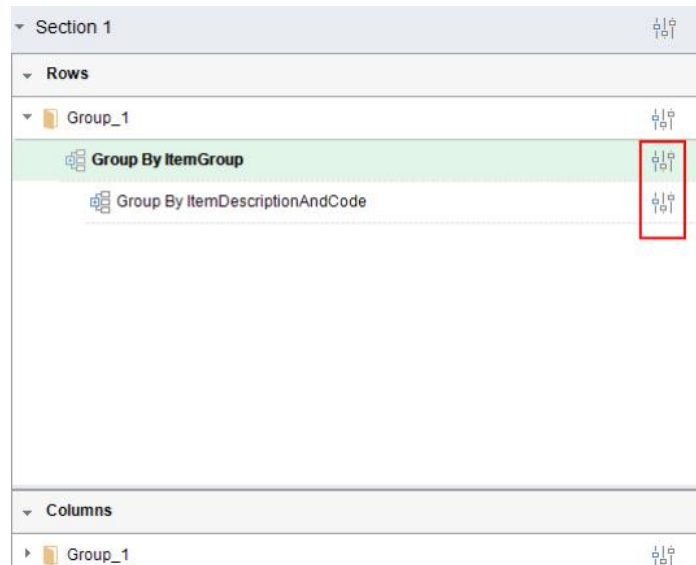 Section 1
Rows
Group_1
Group By ItemGroup
Group By ItemDescriptionAndCode
Columns
Group_1